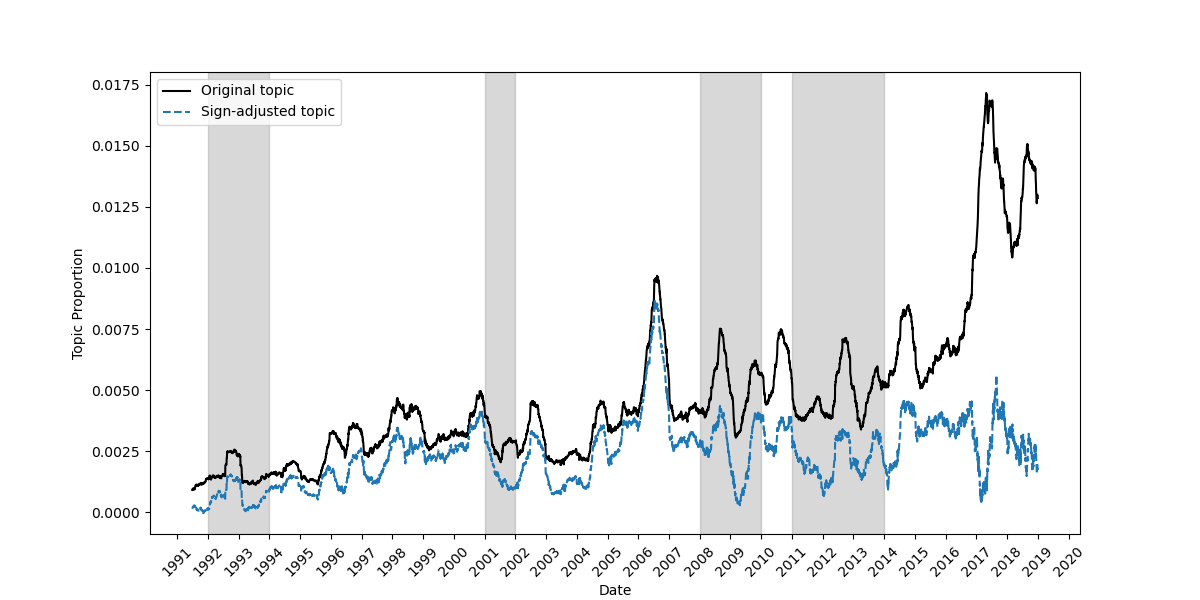 Original topic
Sign-adjusted topic
0.0175
0.0150
0.0125
0.0100
0.0075
0.0050
0.0025
0.0000
Topic Proportion
1991 1992 1993 1994 1995 1996 1997 1998 1999 2000 2001 2002 2003 2004 2005 2006 2007 2008 2009 2010 2011 2012 2013 2014 2015 2016 2017 2018 2019 2020
Date